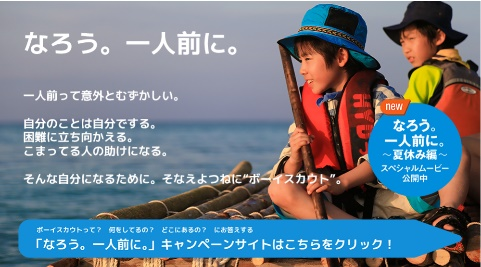 なろう。一人前に。
一人前って意外とむずかしい。
自分のことは自分でする。
困難に立ち向かえる。
こまってる人の助けになる。
そんな自分になるために。そなえよつねに“ボーイスカウト”。
new
なろう。
一人前に。
～夏休み編～
スペシャルムービー
公開中
ボーイスカウトって？　何をしてるの？　どこにあるの？　にお答えする
「なろう。一人前に。」キャンペーンサイトはこちらをクリック！